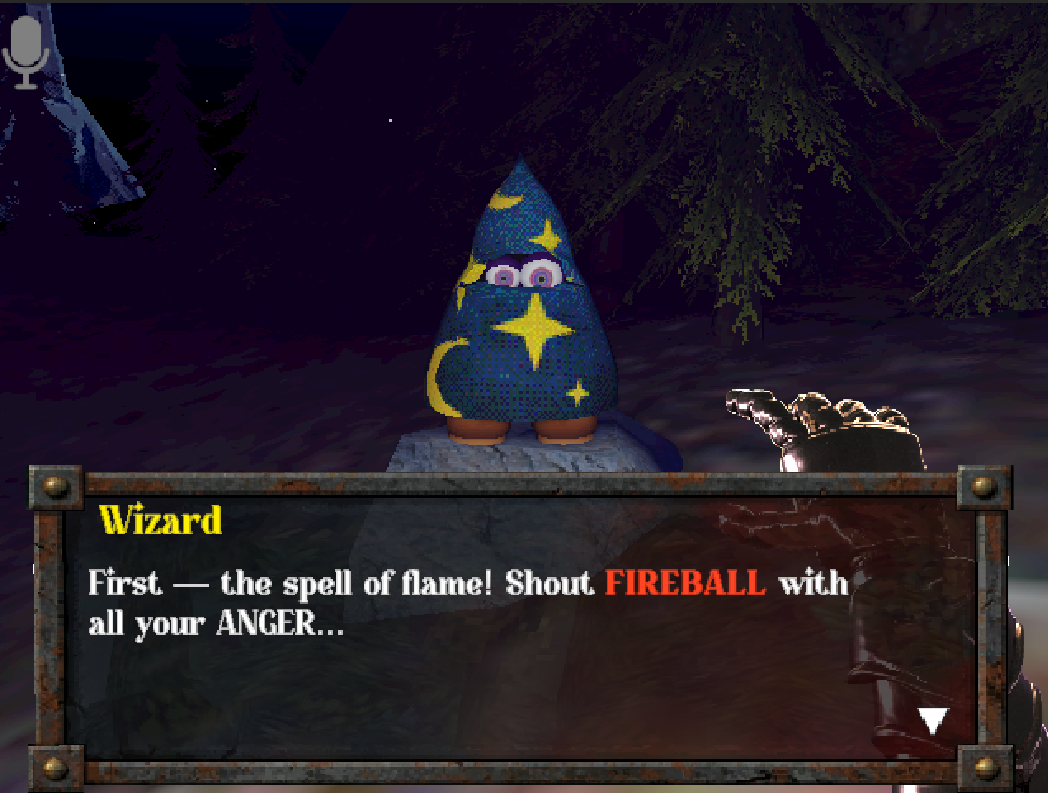 Wizard
First — the spell of flame! Shout FIREBALL with
all your ANGER...